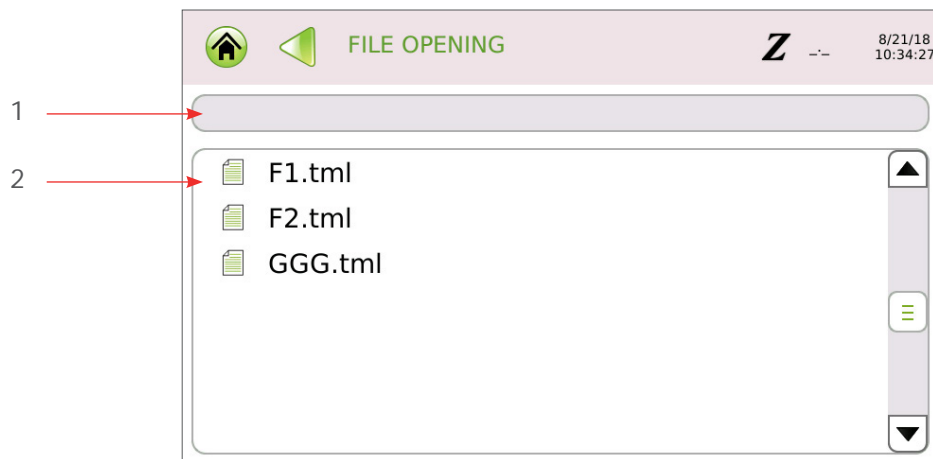 FILE OPENING
Z _._
8/21/18
10:34:27
1
2
F1.tml
F2.tml
GGG.tml